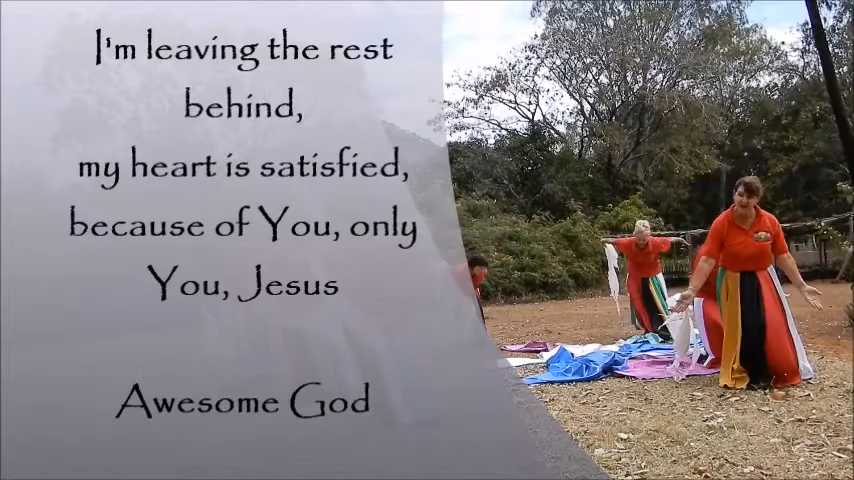 I'm leaving the rest
behind,
my heart is satisfied,
because of You, only
You, Jesus
Awesome God